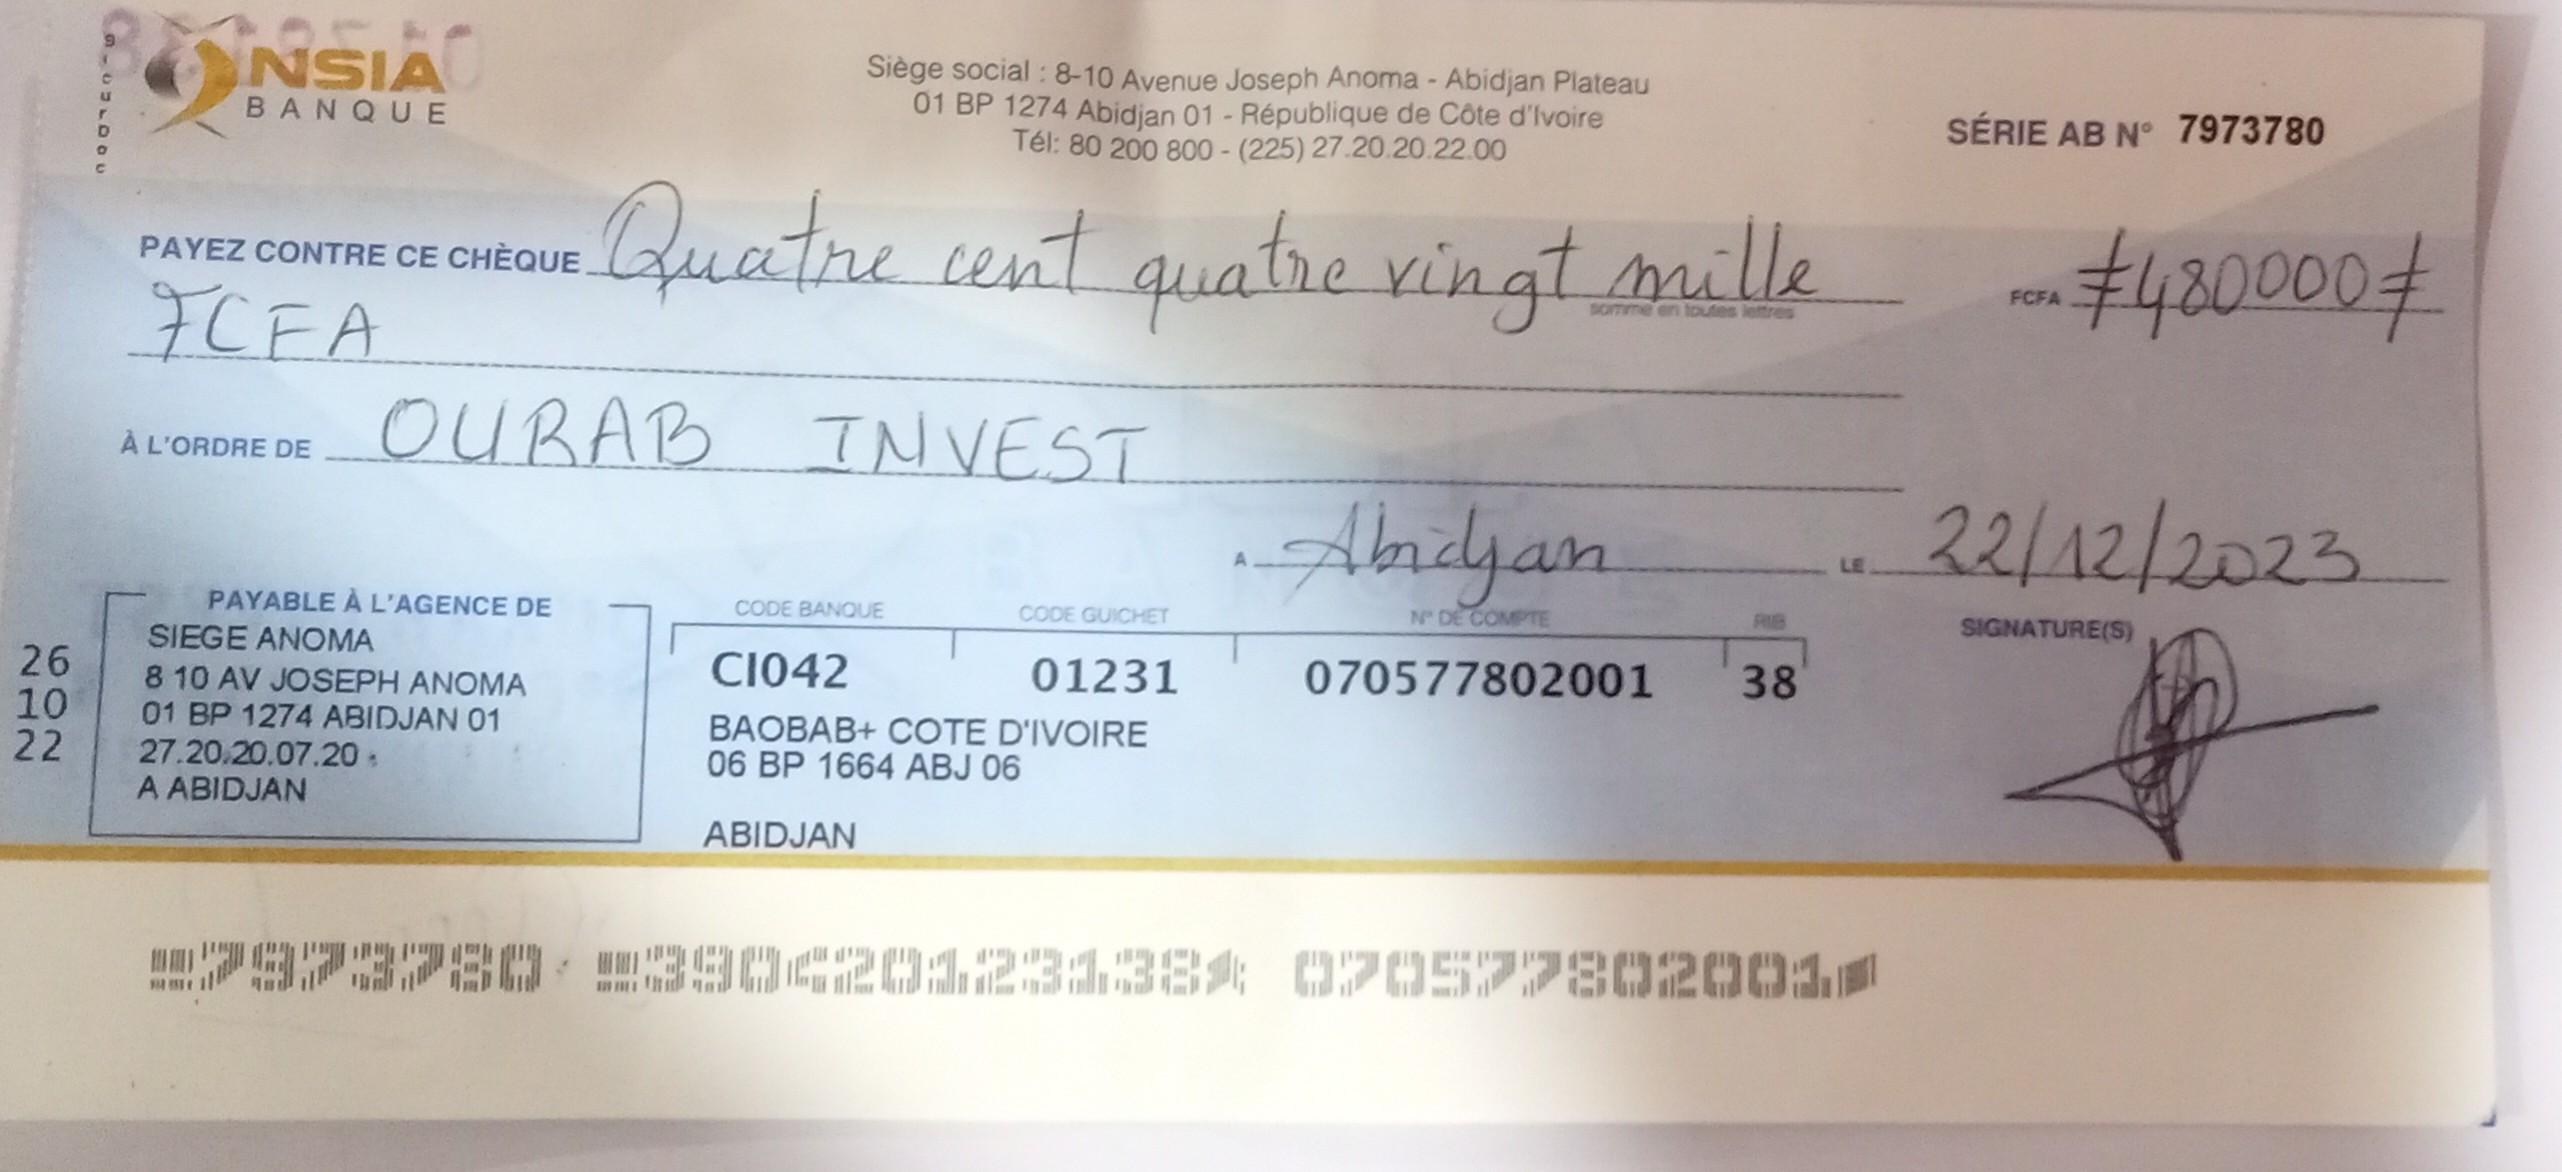 NSIA
BANQUE
sicurdoc
Siège social : 8-10 Avenue Joseph Anoma - Abidjan Plateau
01 BP 1274 Abidjan 01 - République de Côte d'Ivoire
Tél: 80 200 800 - (225) 27.20.20.22.00
SÉRIE AB N° 7973780
PAYEZ CONTRE CE CHÈQUE Quatre cent quatre vingt mille
somme en toutes lettres
FCFA ≠480000≠
FCFA
À L'ORDRE DE OURAB INVEST
A Abidjan LE 22/12/2023
PAYABLE À L'AGENCE DE
SIEGE ANOMA
8 10 AV JOSEPH ANOMA
01 BP 1274 ABIDJAN 01
27.20.20.07.20
A ABIDJAN
26
10
22
CODE BANQUE CODE GUICHET N° DE COMPTE RIB
CI042 01231 070577802001 38
BAOBAB+ COTE D'IVOIRE
06 BP 1664 ABJ 06
ABIDJAN
SIGNATURE(S)
7973780 390420123138 070577802001